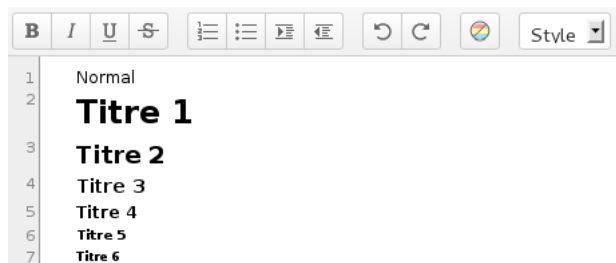 B I U S Style
1 Normal
2 Titre 1
3 Titre 2
4 Titre 3
5 Titre 4
6 Titre 5
7 Titre 6